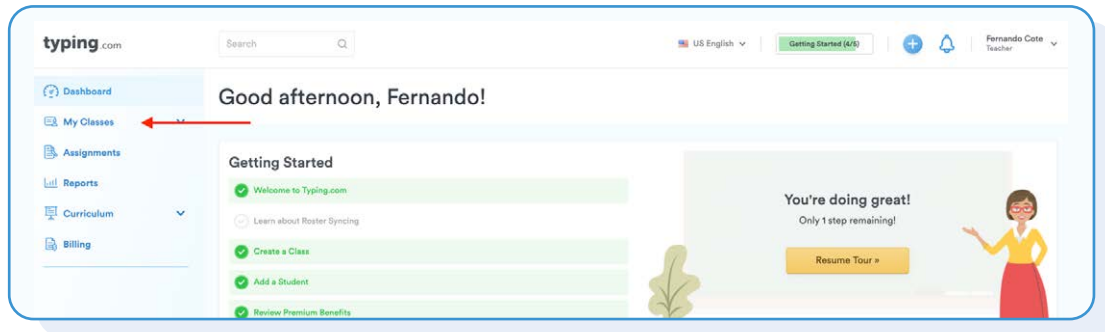 typing.com
Search
US English
Getting Started (4/5)
Fernando Cote
Teacher
Dashboard
My Classes
Assignments
Reports
Curriculum
Billing
Good afternoon, Fernando!
Getting Started
Welcome to Typing.com
Learn about Roster Syncing
Create a Class
Add a Student
Review Premium Benefits
You're doing great!
Only 1 step remaining!
Resume Tour »